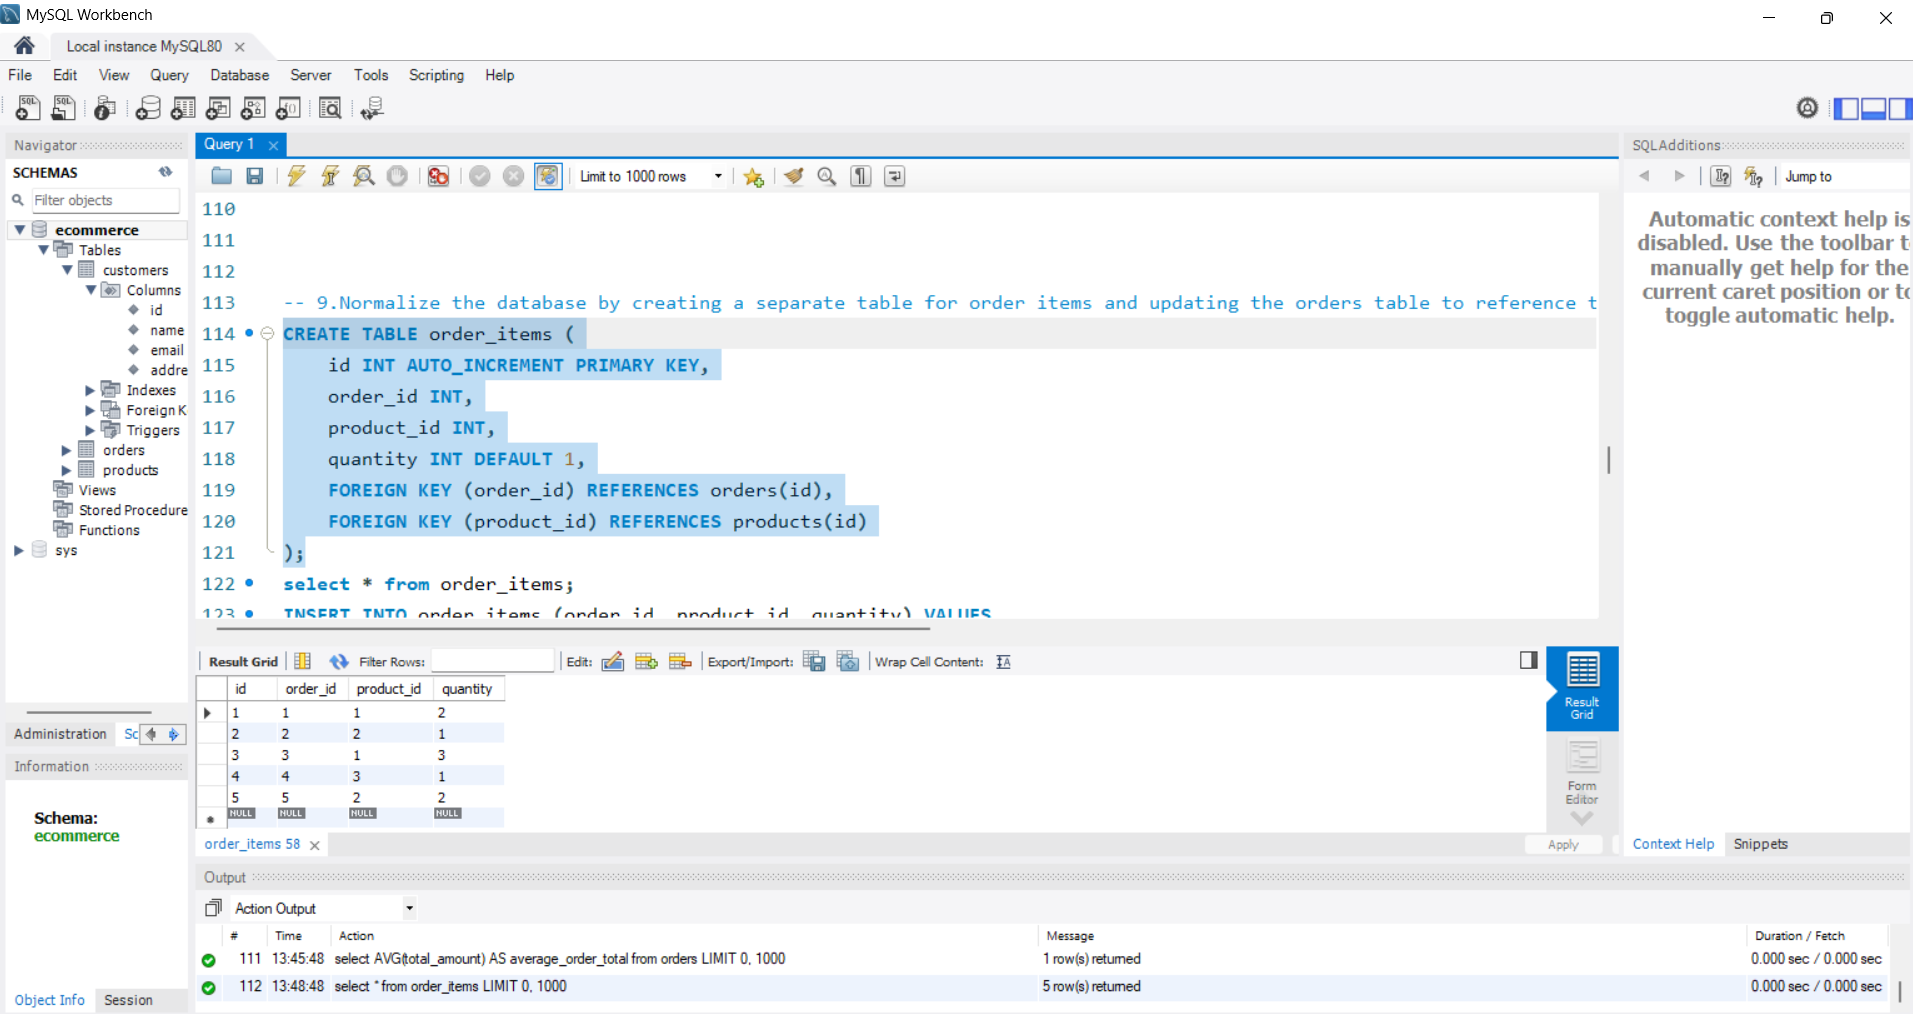 MySQL Workbench
Local instance MySQL80
File Edit View Query Database Server Tools Scripting Help
Navigator
SCHEMAS
Filter objects
ecommerce
Tables
customers
Columns
id
name
email
addre
Indexes
Foreign K
Triggers
orders
products
Views
Stored Procedure
Functions
sys
Administration Sc
Information
Schema:
ecommerce
Object Info Session
Query 1
Limit to 1000 rows
110
111
112
113 -- 9.Normalize the database by creating a separate table for order items and updating the orders table to reference t
114 CREATE TABLE order_items (
115 id INT AUTO_INCREMENT PRIMARY KEY,
116 order_id INT,
117 product_id INT,
118 quantity INT DEFAULT 1,
119 FOREIGN KEY (order_id) REFERENCES orders(id),
120 FOREIGN KEY (product_id) REFERENCES products(id)
121 );
122 select * from order_items;
123 INSERT INTO order_items (order_id, product_id, quantity) VALUES
Result Grid Filter Rows: Edit: Export/Import: Wrap Cell Content:
id order_id product_id quantity
1 1 1 2
2 2 2 1
3 3 1 3
4 4 3 1
5 5 2 2
NULL NULL NULL NULL
Result
Grid
Form
Editor
order_items 58
Apply
Output
Action Output
# Time Action Message Duration / Fetch
111 13:45:48 select AVG(total_amount) AS average_order_total from orders LIMIT 0, 1000 1 row(s) returned 0.000 sec / 0.000 sec
112 13:48:48 select * from order_items LIMIT 0, 1000 5 row(s) returned 0.000 sec / 0.000 sec
SQLAdditions
Jump to
Automatic context help is
disabled. Use the toolbar t
manually get help for the
current caret position or to
toggle automatic help.
Context Help Snippets